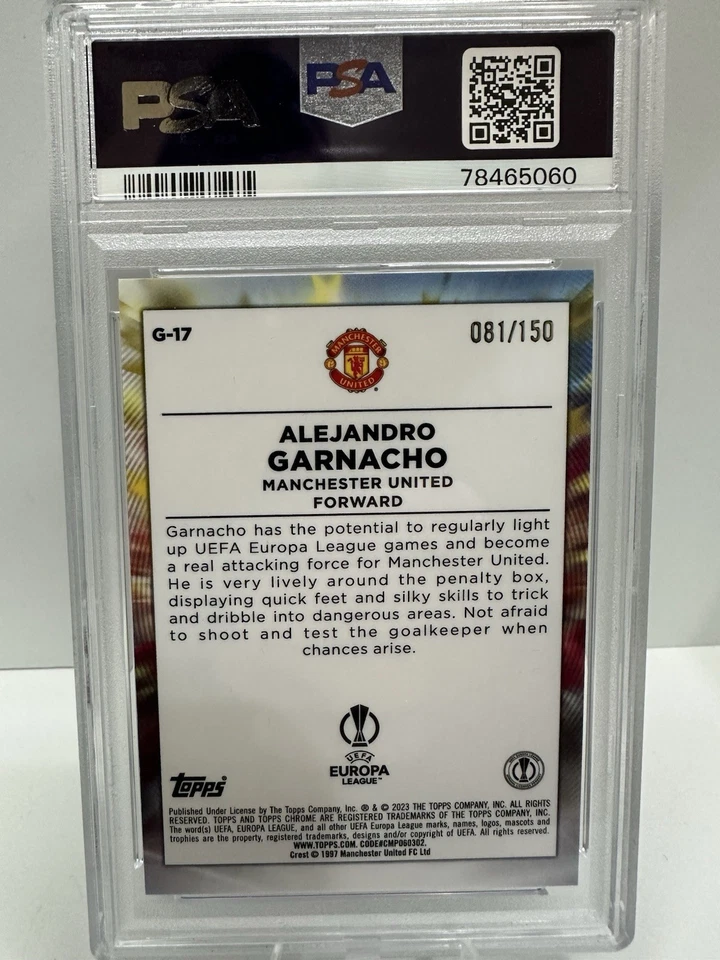 PSA
PSA
78465060
G-17
081/150
MANCHESTER
UNITED
ALEJANDRO
GARNACHO
MANCHESTER UNITED
FORWARD
Garnacho has the potential to regularly light
up UEFA Europa League games and become
a real attacking force for Manchester United.
He is very lively around the penalty box,
displaying quick feet and silky skills to trick
and dribble into dangerous areas. Not afraid
to shoot and test the goalkeeper when
chances arise.
UEFA
EUROPA
LEAGUE™
topps
Published Under License by The Topps Company, Inc. ® & © 2023 THE TOPPS COMPANY, INC. ALL RIGHTS
RESERVED. TOPPS AND TOPPS CHROME ARE REGISTERED TRADEMARKS OF THE TOPPS COMPANY, INC.
The word(s) UEFA, EUROPA LEAGUE, and all other UEFA Europa League marks, names, logos, mascots and
trophies are the property, registered trademarks, designs and/or copyright of UEFA. All rights reserved.
WWW.TOPPS.COM. CODE#CMP060302.
Crest © 1997 Manchester United FC Ltd